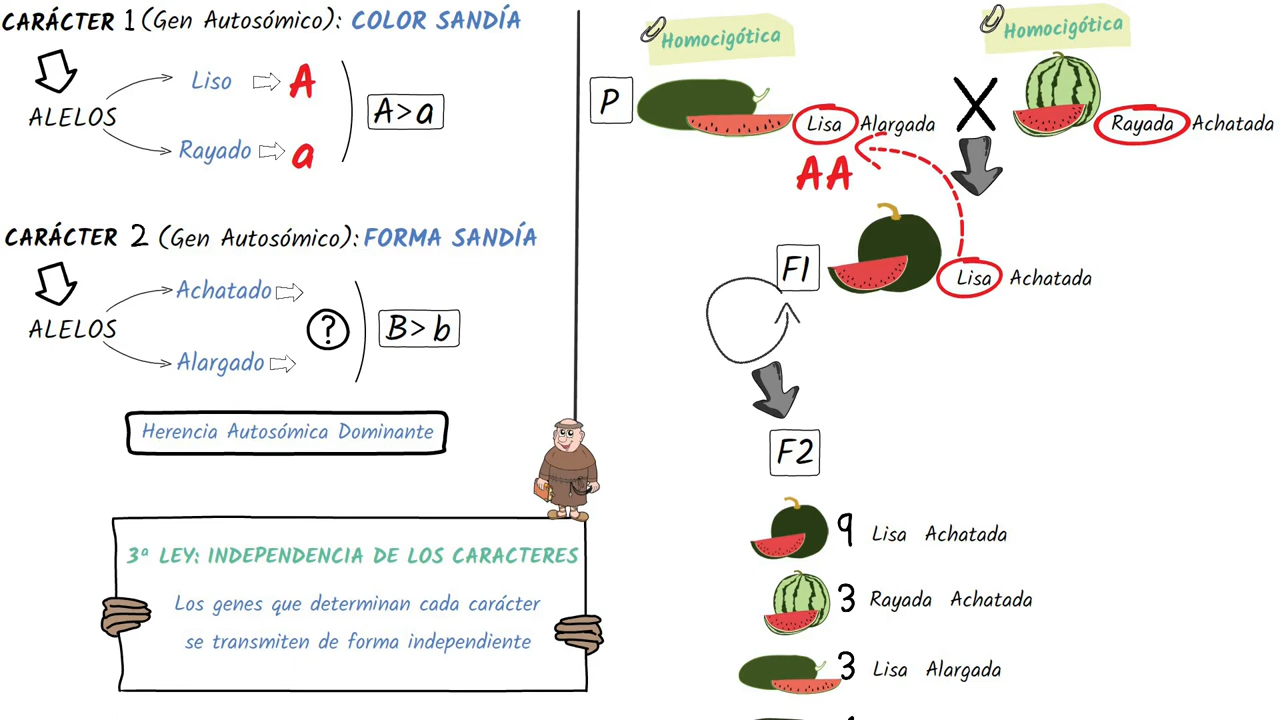 CARÁCTER 1 (Gen Autosómico): COLOR SANDÍA
ALELOS
Liso A
Rayado a
A>a
CARÁCTER 2 (Gen Autosómico): FORMA SANDÍA
ALELOS
Achatado
Alargado
?
B>b
Herencia Autosómica Dominante
3ª LEY: INDEPENDENCIA DE LOS CARACTERES
Los genes que determinan cada carácter
se transmiten de forma independiente
Homocigótica
Homocigótica
P
Lisa Alargada
X
Rayada Achatada
AA
F1
Lisa Achatada
F2
9 Lisa Achatada
3 Rayada Achatada
3 Lisa Alargada